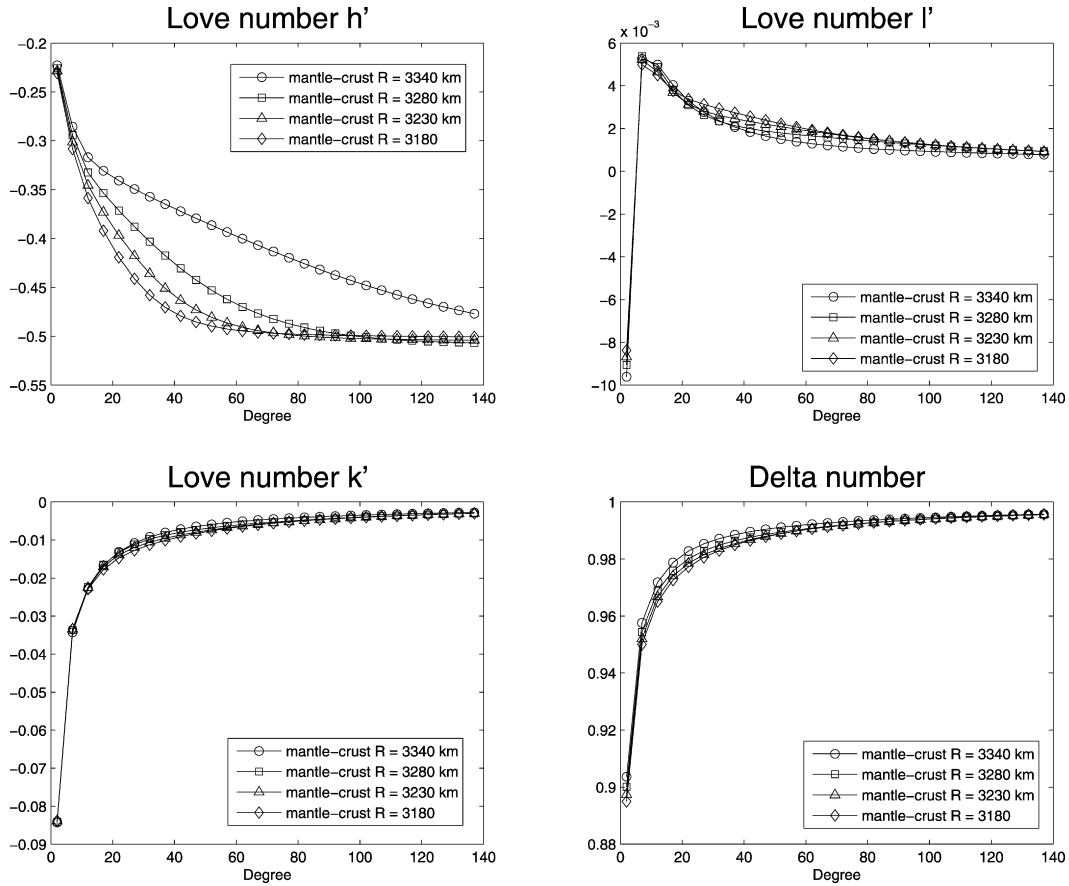 Love number h’
−0.2
−0.25
−0.3
−0.35
−0.4
−0.45
−0.5
−0.55
0 20 40 60 80 100 120 140
Degree
mantle−crust R = 3340 km
mantle−crust R = 3280 km
mantle−crust R = 3230 km
mantle−crust R = 3180
Love number l’
x 10−3
6
4
2
0
−2
−4
−6
−8
−10
0 20 40 60 80 100 120 140
Degree
mantle−crust R = 3340 km
mantle−crust R = 3280 km
mantle−crust R = 3230 km
mantle−crust R = 3180
Love number k’
0
−0.01
−0.02
−0.03
−0.04
−0.05
−0.06
−0.07
−0.08
−0.09
0 20 40 60 80 100 120 140
Degree
mantle−crust R = 3340 km
mantle−crust R = 3280 km
mantle−crust R = 3230 km
mantle−crust R = 3180
Delta number
1
0.98
0.96
0.94
0.92
0.9
0.88
0 20 40 60 80 100 120 140
Degree
mantle−crust R = 3340 km
mantle−crust R = 3280 km
mantle−crust R = 3230 km
mantle−crust R = 3180